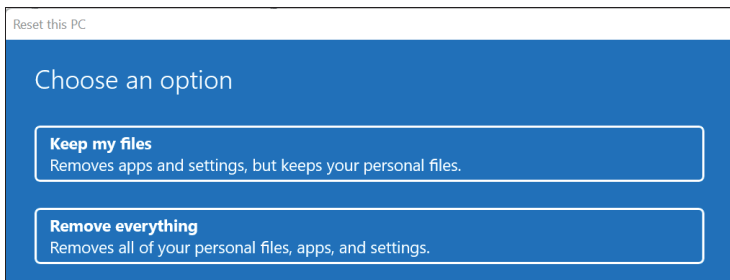 Reset this PC
Choose an option
Keep my files
Removes apps and settings, but keeps your personal files.
Remove everything
Removes all of your personal files, apps, and settings.